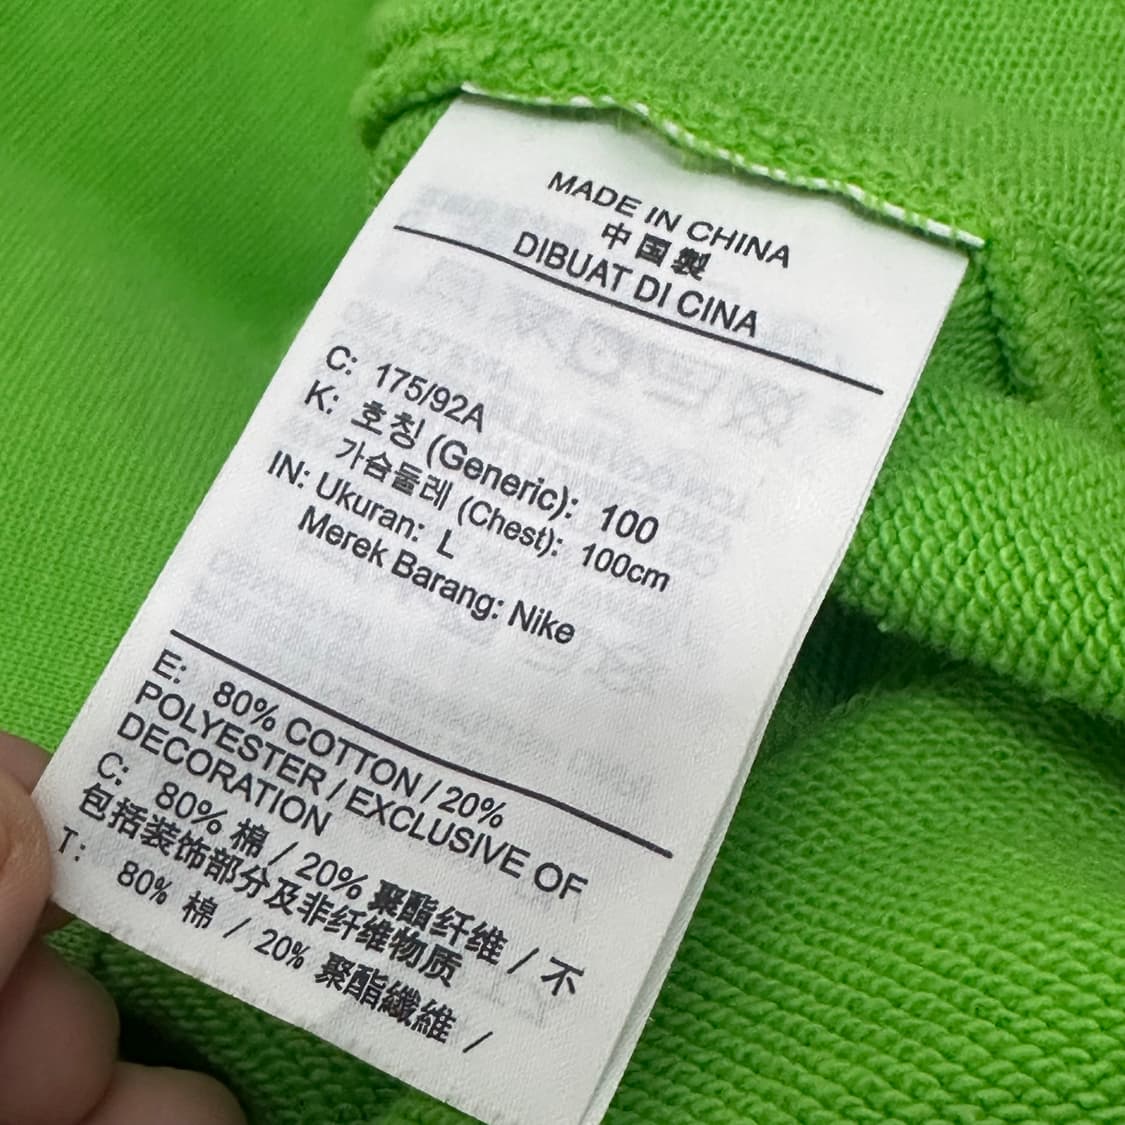 MADE IN CHINA
中国製
DIBUAT DI CINA
C: 175/92A
K: 호칭 (Generic): 100
가슴둘레 (Chest): 100cm
IN: Ukuran: L
Merek Barang: Nike
E: 80% COTTON / 20%
POLYESTER / EXCLUSIVE OF
DECORATION
C: 80% 棉 / 20% 聚酯纤维 / 不
包括装饰部分及非纤维物质
T: 80% 棉 / 20% 聚酯纖維 /